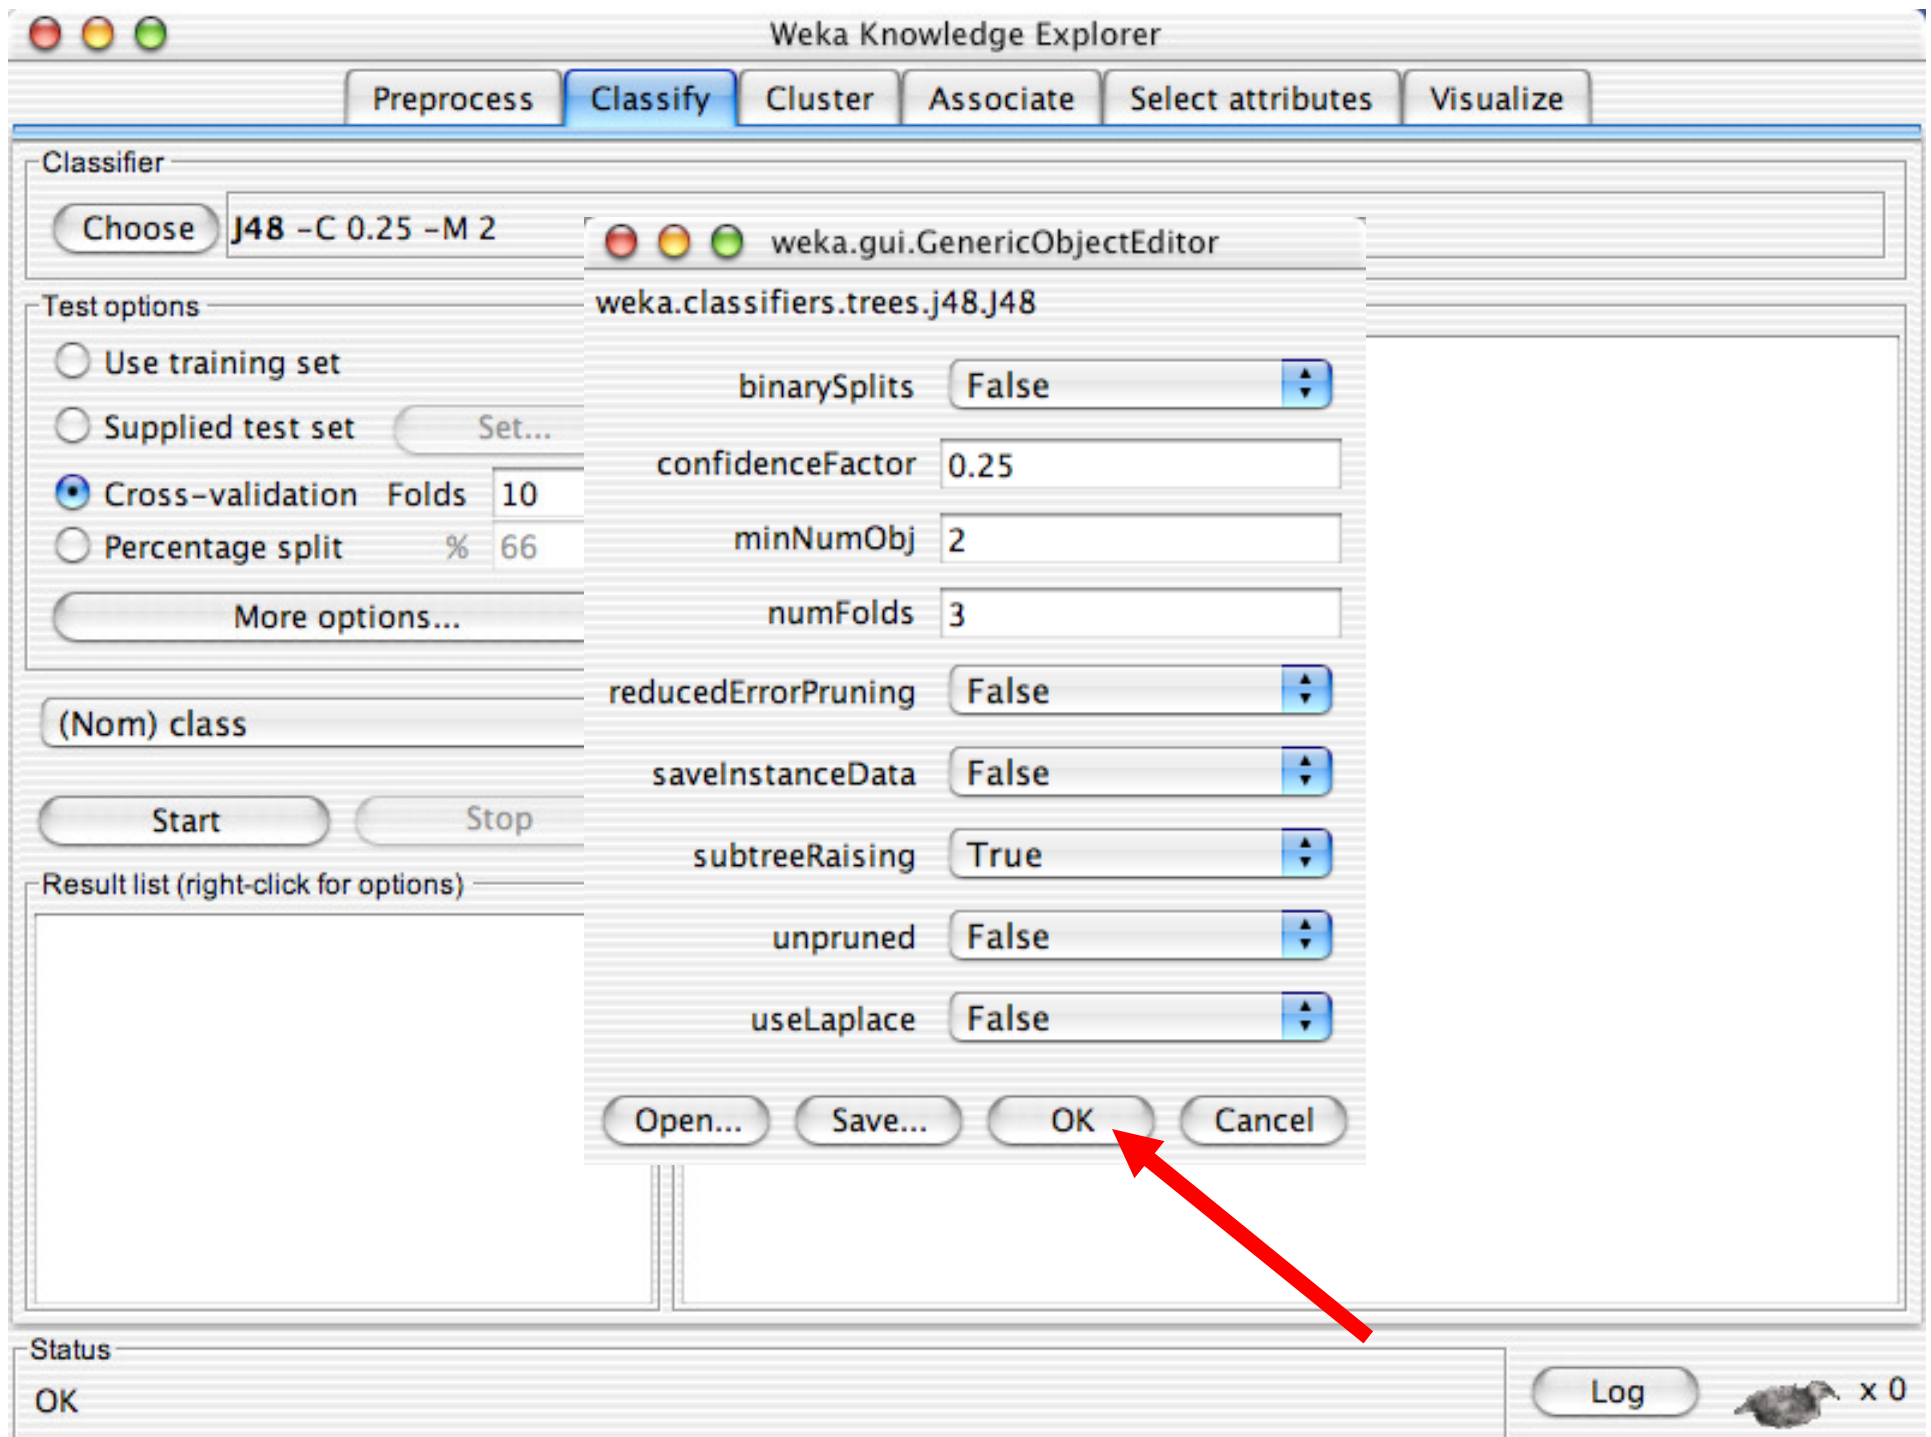 Weka Knowledge Explorer
Preprocess Classify Cluster Associate Select attributes Visualize
Classifier
Choose J48 -C 0.25 -M 2
weka.gui.GenericObjectEditor
weka.classifiers.trees.j48.J48
Test options
Use training set
Supplied test set Set...
Cross-validation Folds 10
Percentage split % 66
More options...
(Nom) class
Start Stop
Result list (right-click for options)
binarySplits False
confidenceFactor 0.25
minNumObj 2
numFolds 3
reducedErrorPruning False
saveInstanceData False
subtreeRaising True
unpruned False
useLaplace False
Open... Save... OK Cancel
Status
OK
Log x 0